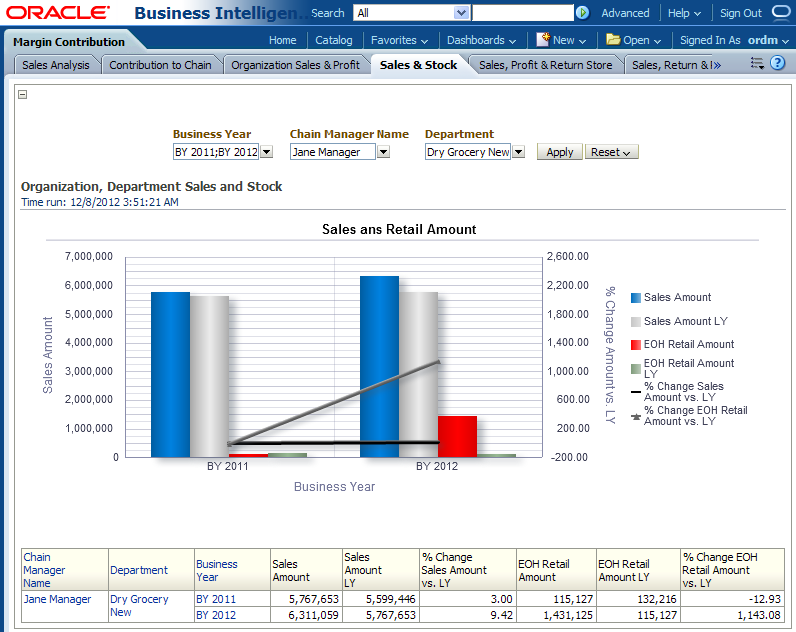 ORACLE® Business Intelligen... Search All Advanced Help Sign Out
Margin Contribution Home Catalog Favorites Dashboards New Open Signed In As ordm
Sales Analysis Contribution to Chain Organization Sales & Profit Sales & Stock Sales, Profit & Return Store Sales, Return & I »
Business Year Chain Manager Name Department
BY 2011;BY 2012 Jane Manager Dry Grocery New Apply Reset
Organization, Department Sales and Stock
Time run: 12/8/2012 3:51:21 AM
Sales ans Retail Amount
7,000,000 2,600.00
6,000,000 2,200.00
5,000,000 1,800.00
4,000,000 1,400.00
3,000,000 1,000.00
2,000,000 600.00
1,000,000 200.00
0 -200.00
Sales Amount
% Change Amount vs. LY
BY 2011 BY 2012
Business Year
Sales Amount
Sales Amount LY
EOH Retail Amount
EOH Retail Amount
LY
% Change Sales
Amount vs. LY
% Change EOH Retail
Amount vs. LY
Chain Manager Name Department Business Year Sales Amount Sales Amount LY % Change Sales Amount vs. LY EOH Retail Amount EOH Retail Amount LY % Change EOH Retail Amount vs. LY
Jane Manager Dry Grocery New BY 2011 5,767,653 5,599,446 3.00 115,127 132,216 -12.93
BY 2012 6,311,059 5,767,653 9.42 1,431,125 115,127 1,143.08